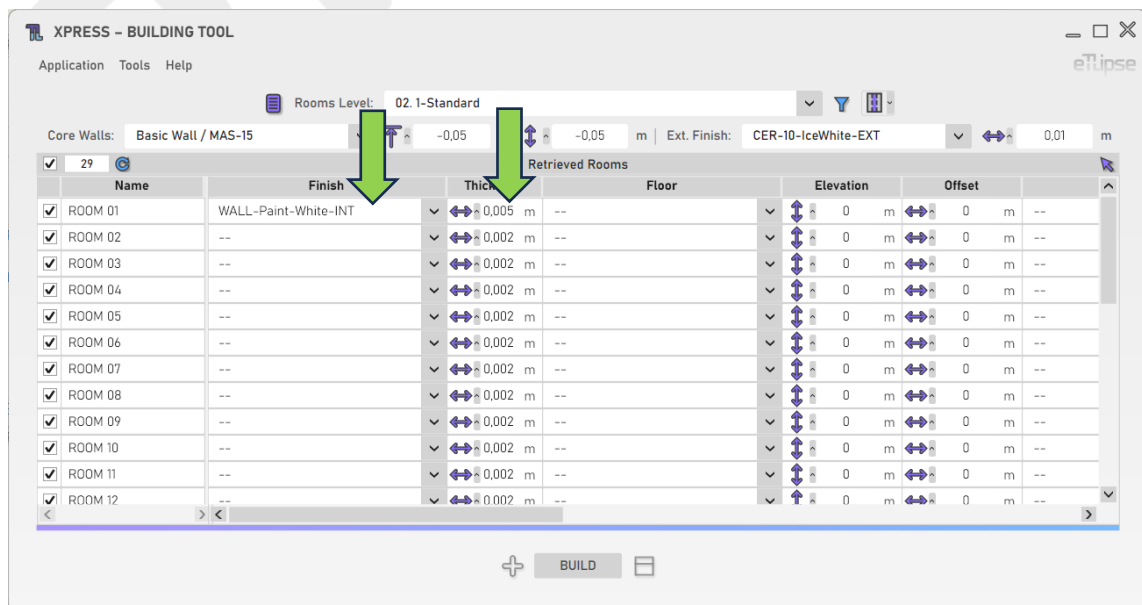 XPRESS – BUILDING TOOL
Application Tools Help
eTLipse
Rooms Level: 02. 1-Standard
Core Walls: Basic Wall / MAS-15 -0,05 -0,05 m | Ext. Finish: CER-10-IceWhite-EXT 0,01 m
29 Retrieved Rooms
Name Finish Floor Elevation Offset
ROOM 01 WALL-Paint-White-INT 0,005 m -- 0 m 0 m --
ROOM 02 -- 0,002 m -- 0 m 0 m --
ROOM 03 -- 0,002 m -- 0 m 0 m --
ROOM 04 -- 0,002 m -- 0 m 0 m --
ROOM 05 -- 0,002 m -- 0 m 0 m --
ROOM 06 -- 0,002 m -- 0 m 0 m --
ROOM 07 -- 0,002 m -- 0 m 0 m --
ROOM 08 -- 0,002 m -- 0 m 0 m --
ROOM 09 -- 0,002 m -- 0 m 0 m --
ROOM 10 -- 0,002 m -- 0 m 0 m --
ROOM 11 -- 0,002 m -- 0 m 0 m --
ROOM 12 -- 0,002 m -- 0 m 0 m --
BUILD